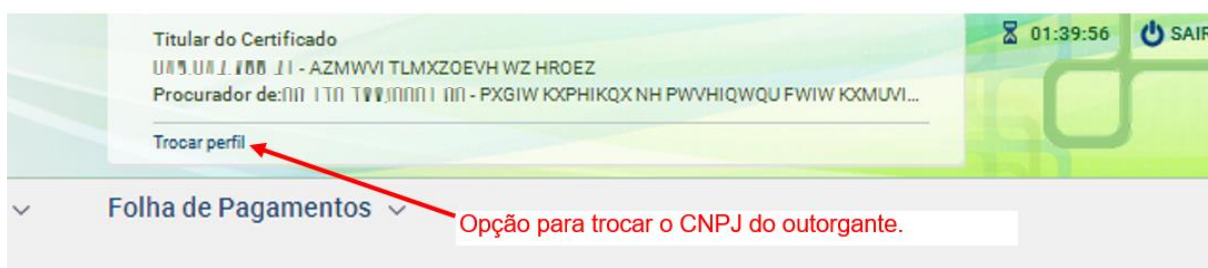 Titular do Certificado
01:39:56 SAIR
- AZMWVI TLMXZOEVH WZ HROEZ
Procurador de: - PXGIW KXPHIKQX NH PWVHIQWQU FWIW KXMUVI...
Trocar perfil
Folha de Pagamentos
Opção para trocar o CNPJ do outorgante.